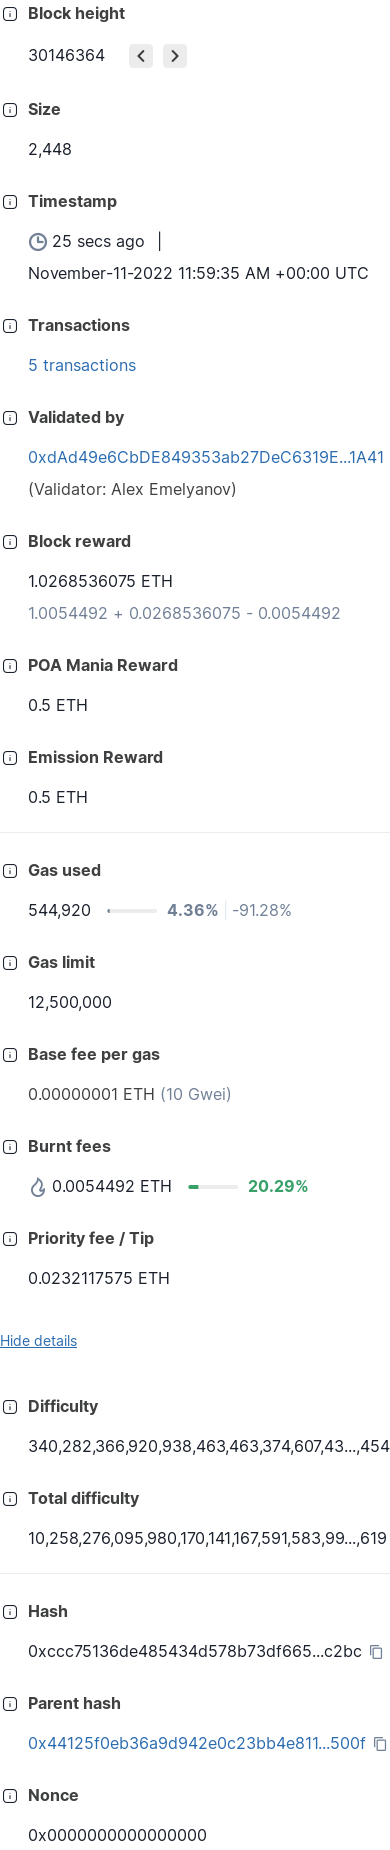 Block height
30146364
Size
2,448
Timestamp
25 secs ago |
November-11-2022 11:59:35 AM +00:00 UTC
Transactions
5 transactions
Validated by
0xdAd49e6CbDE849353ab27DeC6319E...1A41
(Validator: Alex Emelyanov)
Block reward
1.0268536075 ETH
1.0054492 + 0.0268536075 - 0.0054492
POA Mania Reward
0.5 ETH
Emission Reward
0.5 ETH
Gas used
544,920 4.36% -91.28%
Gas limit
12,500,000
Base fee per gas
0.00000001 ETH (10 Gwei)
Burnt fees
0.0054492 ETH 20.29%
Priority fee / Tip
0.0232117575 ETH
Hide details
Difficulty
340,282,366,920,938,463,463,374,607,43...,454
Total difficulty
10,258,276,095,980,170,141,167,591,583,99...,619
Hash
0xccc75136de485434d578b73df665...c2bc
Parent hash
0x44125f0eb36a9d942e0c23bb4e811...500f
Nonce
0x0000000000000000